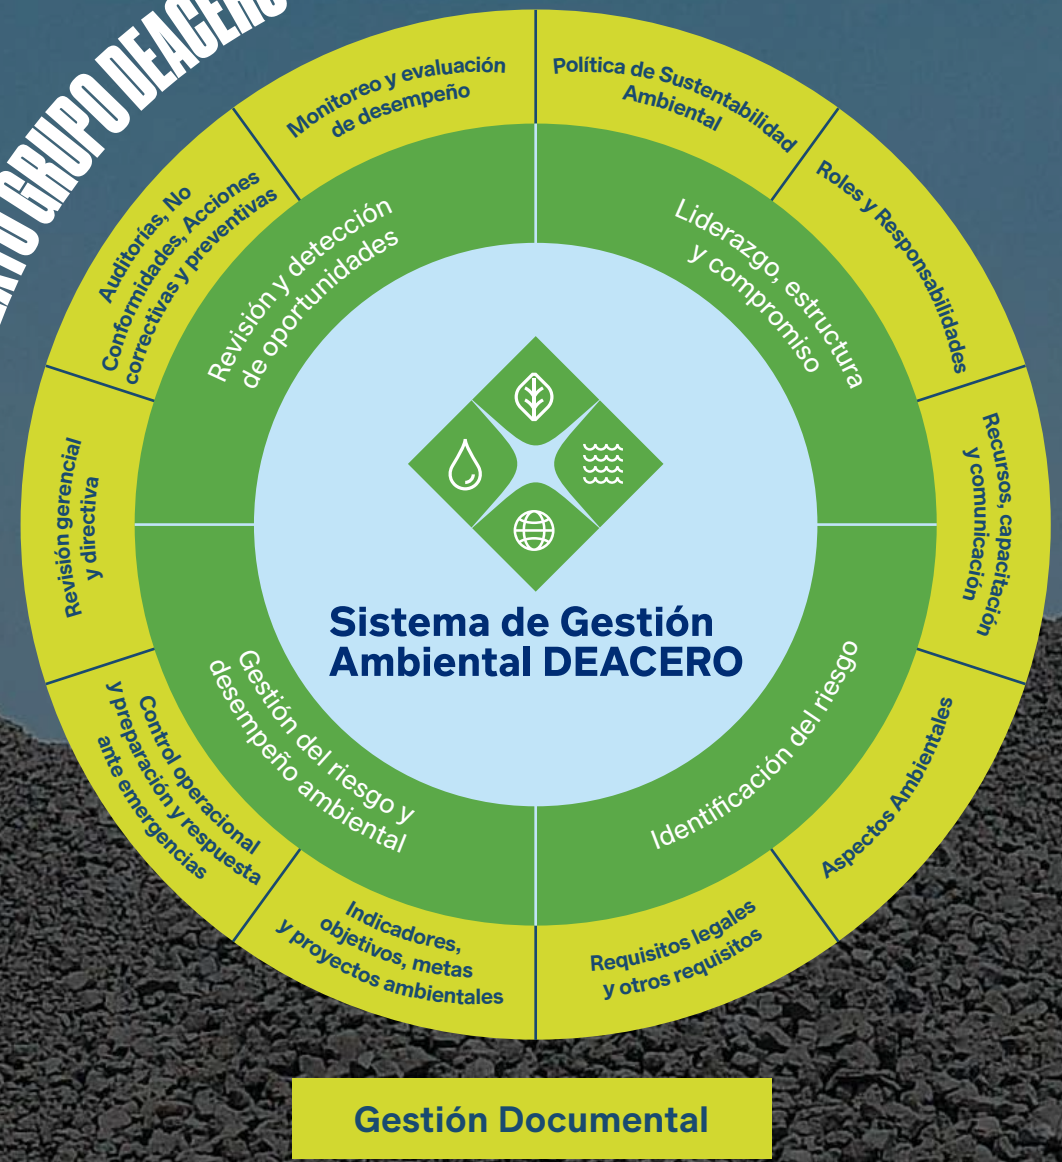 GRUPO DEACERO
Monitoreo y evaluación
de desempeño
Política de Sustentabilidad
Ambiental
Roles y Responsabilidades
Recursos, capacitación
y comunicación
Aspectos Ambientales
Requisitos legales
y otros requisitos
Indicadores,
objetivos, metas
y proyectos ambientales
Control operacional
y preparación y respuesta
ante emergencias
Revisión gerencial
y directiva
Auditorías, No
Conformidades, Acciones
correctivas y preventivas
Revisión y detección
de oportunidades
Liderazgo, estructura
y compromiso
Identificación del riesgo
Gestión del riesgo y
desempeño ambiental
Sistema de Gestión
Ambiental DEACERO
Gestión Documental